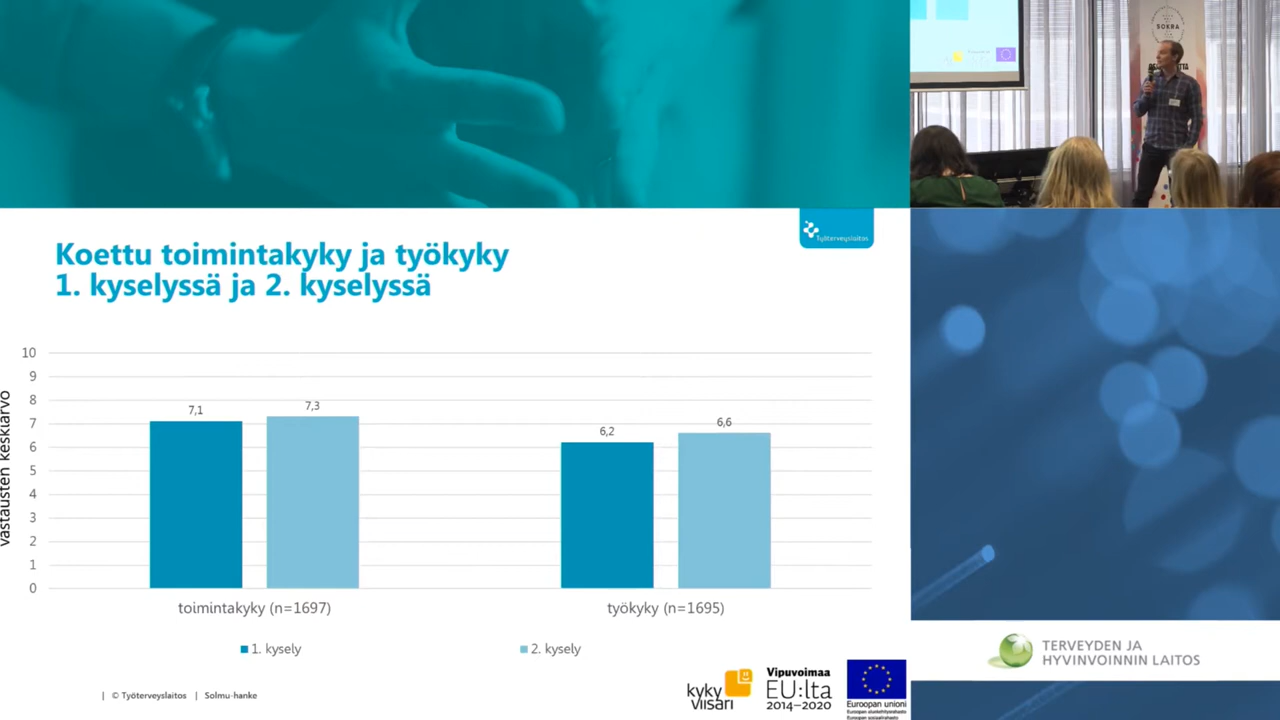 SOKRA
Työterveyslaitos
Koettu toimintakyky ja työkyky
1. kyselyssä ja 2. kyselyssä
vastausten keskiarvo
10
9
8
7
6
5
4
3
2
1
0
7,1
7,3
6,2
6,6
toimintakyky (n=1697)
työkyky (n=1695)
1. kysely
2. kysely
| © Työterveyslaitos | Solmu-hanke
kyky
viisari
Vipuvoimaa
EU:lta
2014–2020
Euroopan unioni
Euroopan aluekehitysrahasto
Euroopan sosiaalirahasto
TERVEYDEN JA
HYVINVOINNIN LAITOS